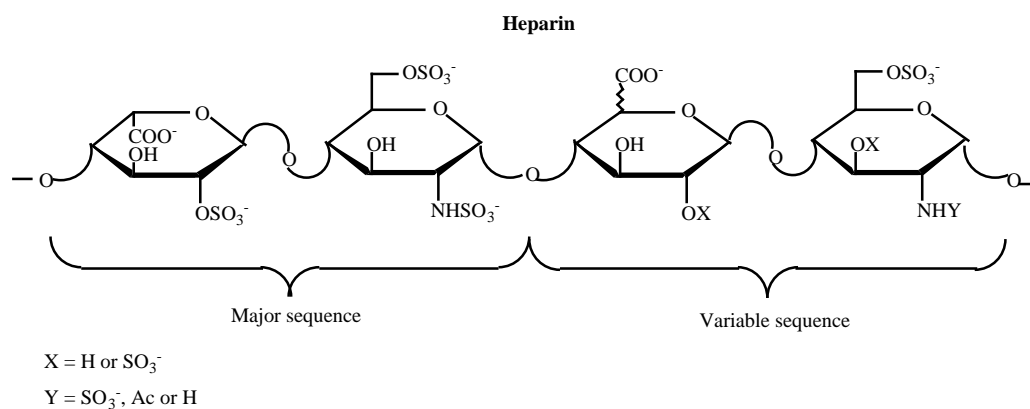 Heparin
OSO₃⁻ COO⁻ OSO₃⁻
O O O O
COO⁻
OH OH OH OX
O O O O O
OSO₃⁻ NHSO₃⁻ OX NHY
Major sequence Variable sequence
X = H or SO₃⁻
Y = SO₃⁻, Ac or H